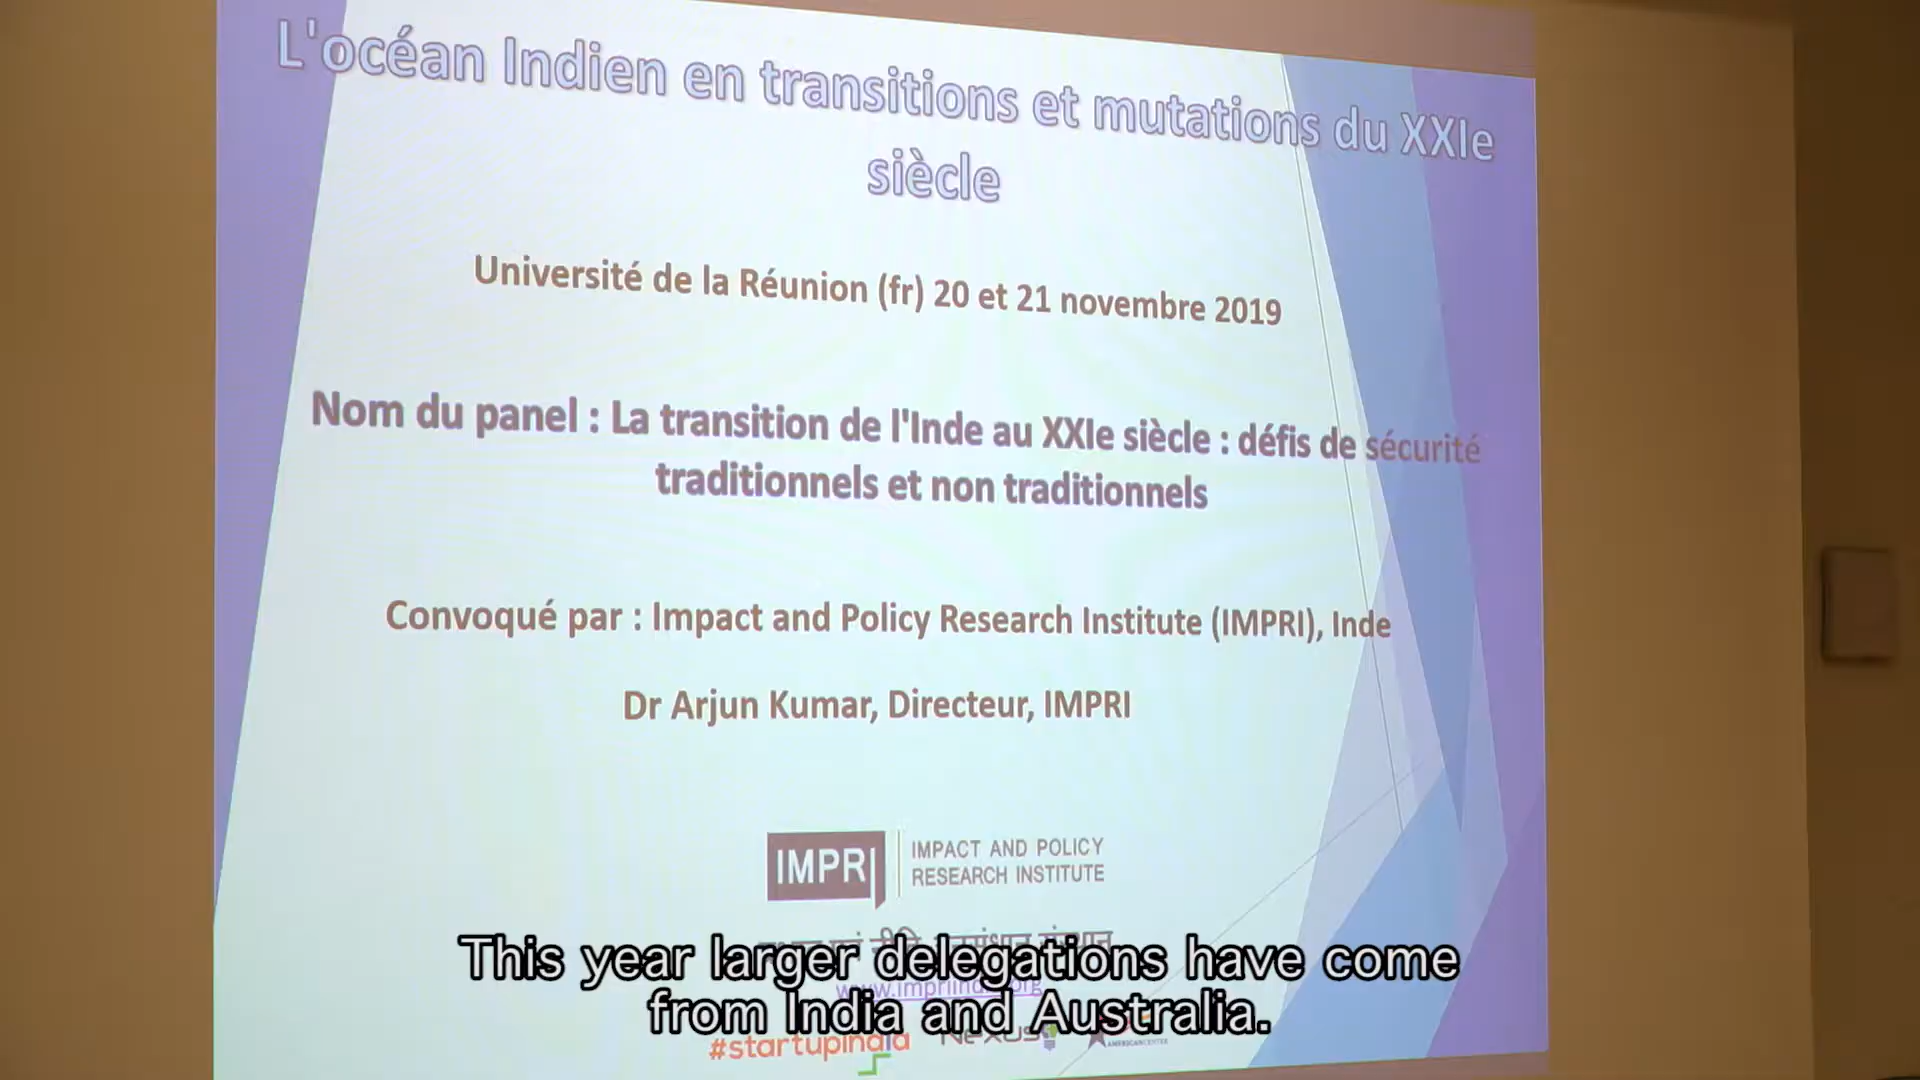 L'océan Indien en transitions et mutations du XXIe
siècle
Université de la Réunion (fr) 20 et 21 novembre 2019
Nom du panel : La transition de l'Inde au XXIe siècle : défis de sécurité
traditionnels et non traditionnels
Convoqué par : Impact and Policy Research Institute (IMPRI), Inde
Dr Arjun Kumar, Directeur, IMPRI
IMPRI
IMPACT AND POLICY
RESEARCH INSTITUTE
This year larger delegations have come
from India and Australia.
#startupindia
NeXUS
AMERICAN CENTER